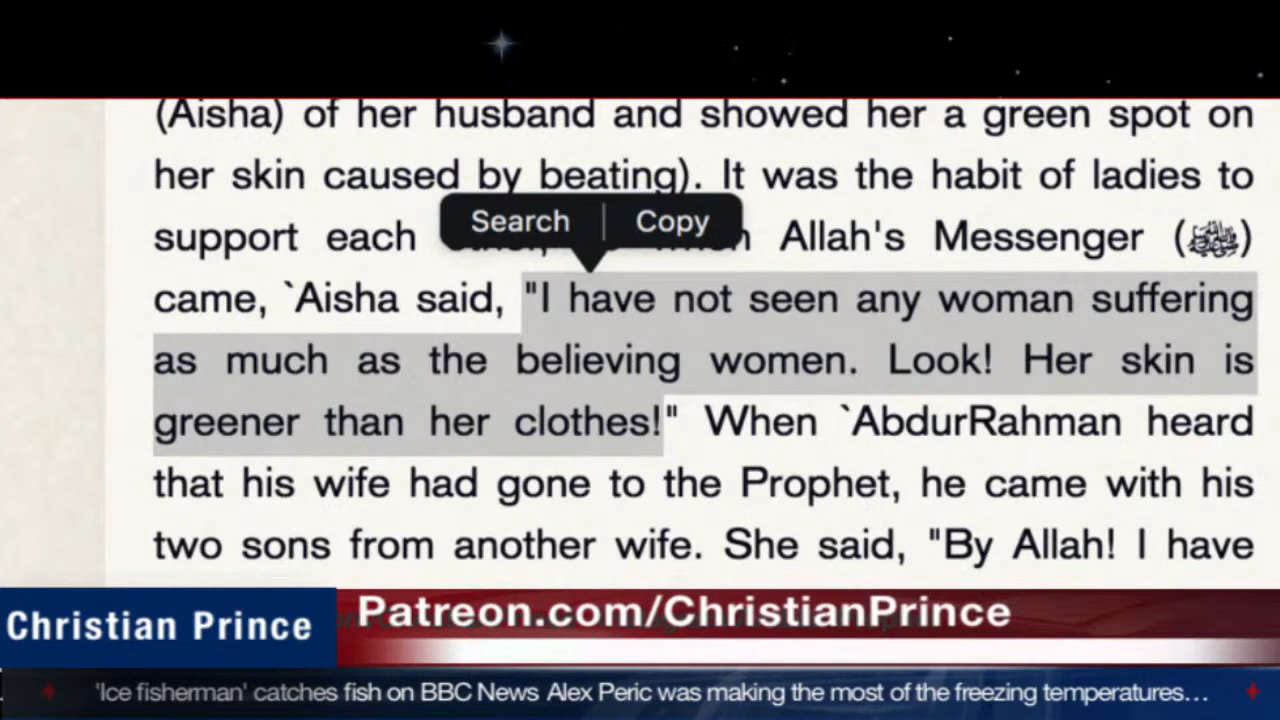 (Aisha) of her husband and showed her a green spot on
her skin caused by beating). It was the habit of ladies to
Search Copy
support each Allah's Messenger (ﷺ)
came, `Aisha said, "I have not seen any woman suffering
as much as the believing women. Look! Her skin is
greener than her clothes!" When `AbdurRahman heard
that his wife had gone to the Prophet, he came with his
two sons from another wife. She said, "By Allah! I have
Christian Prince
Patreon.com/ChristianPrince
'Ice fisherman' catches fish on BBC News Alex Peric was making the most of the freezing temperatures…